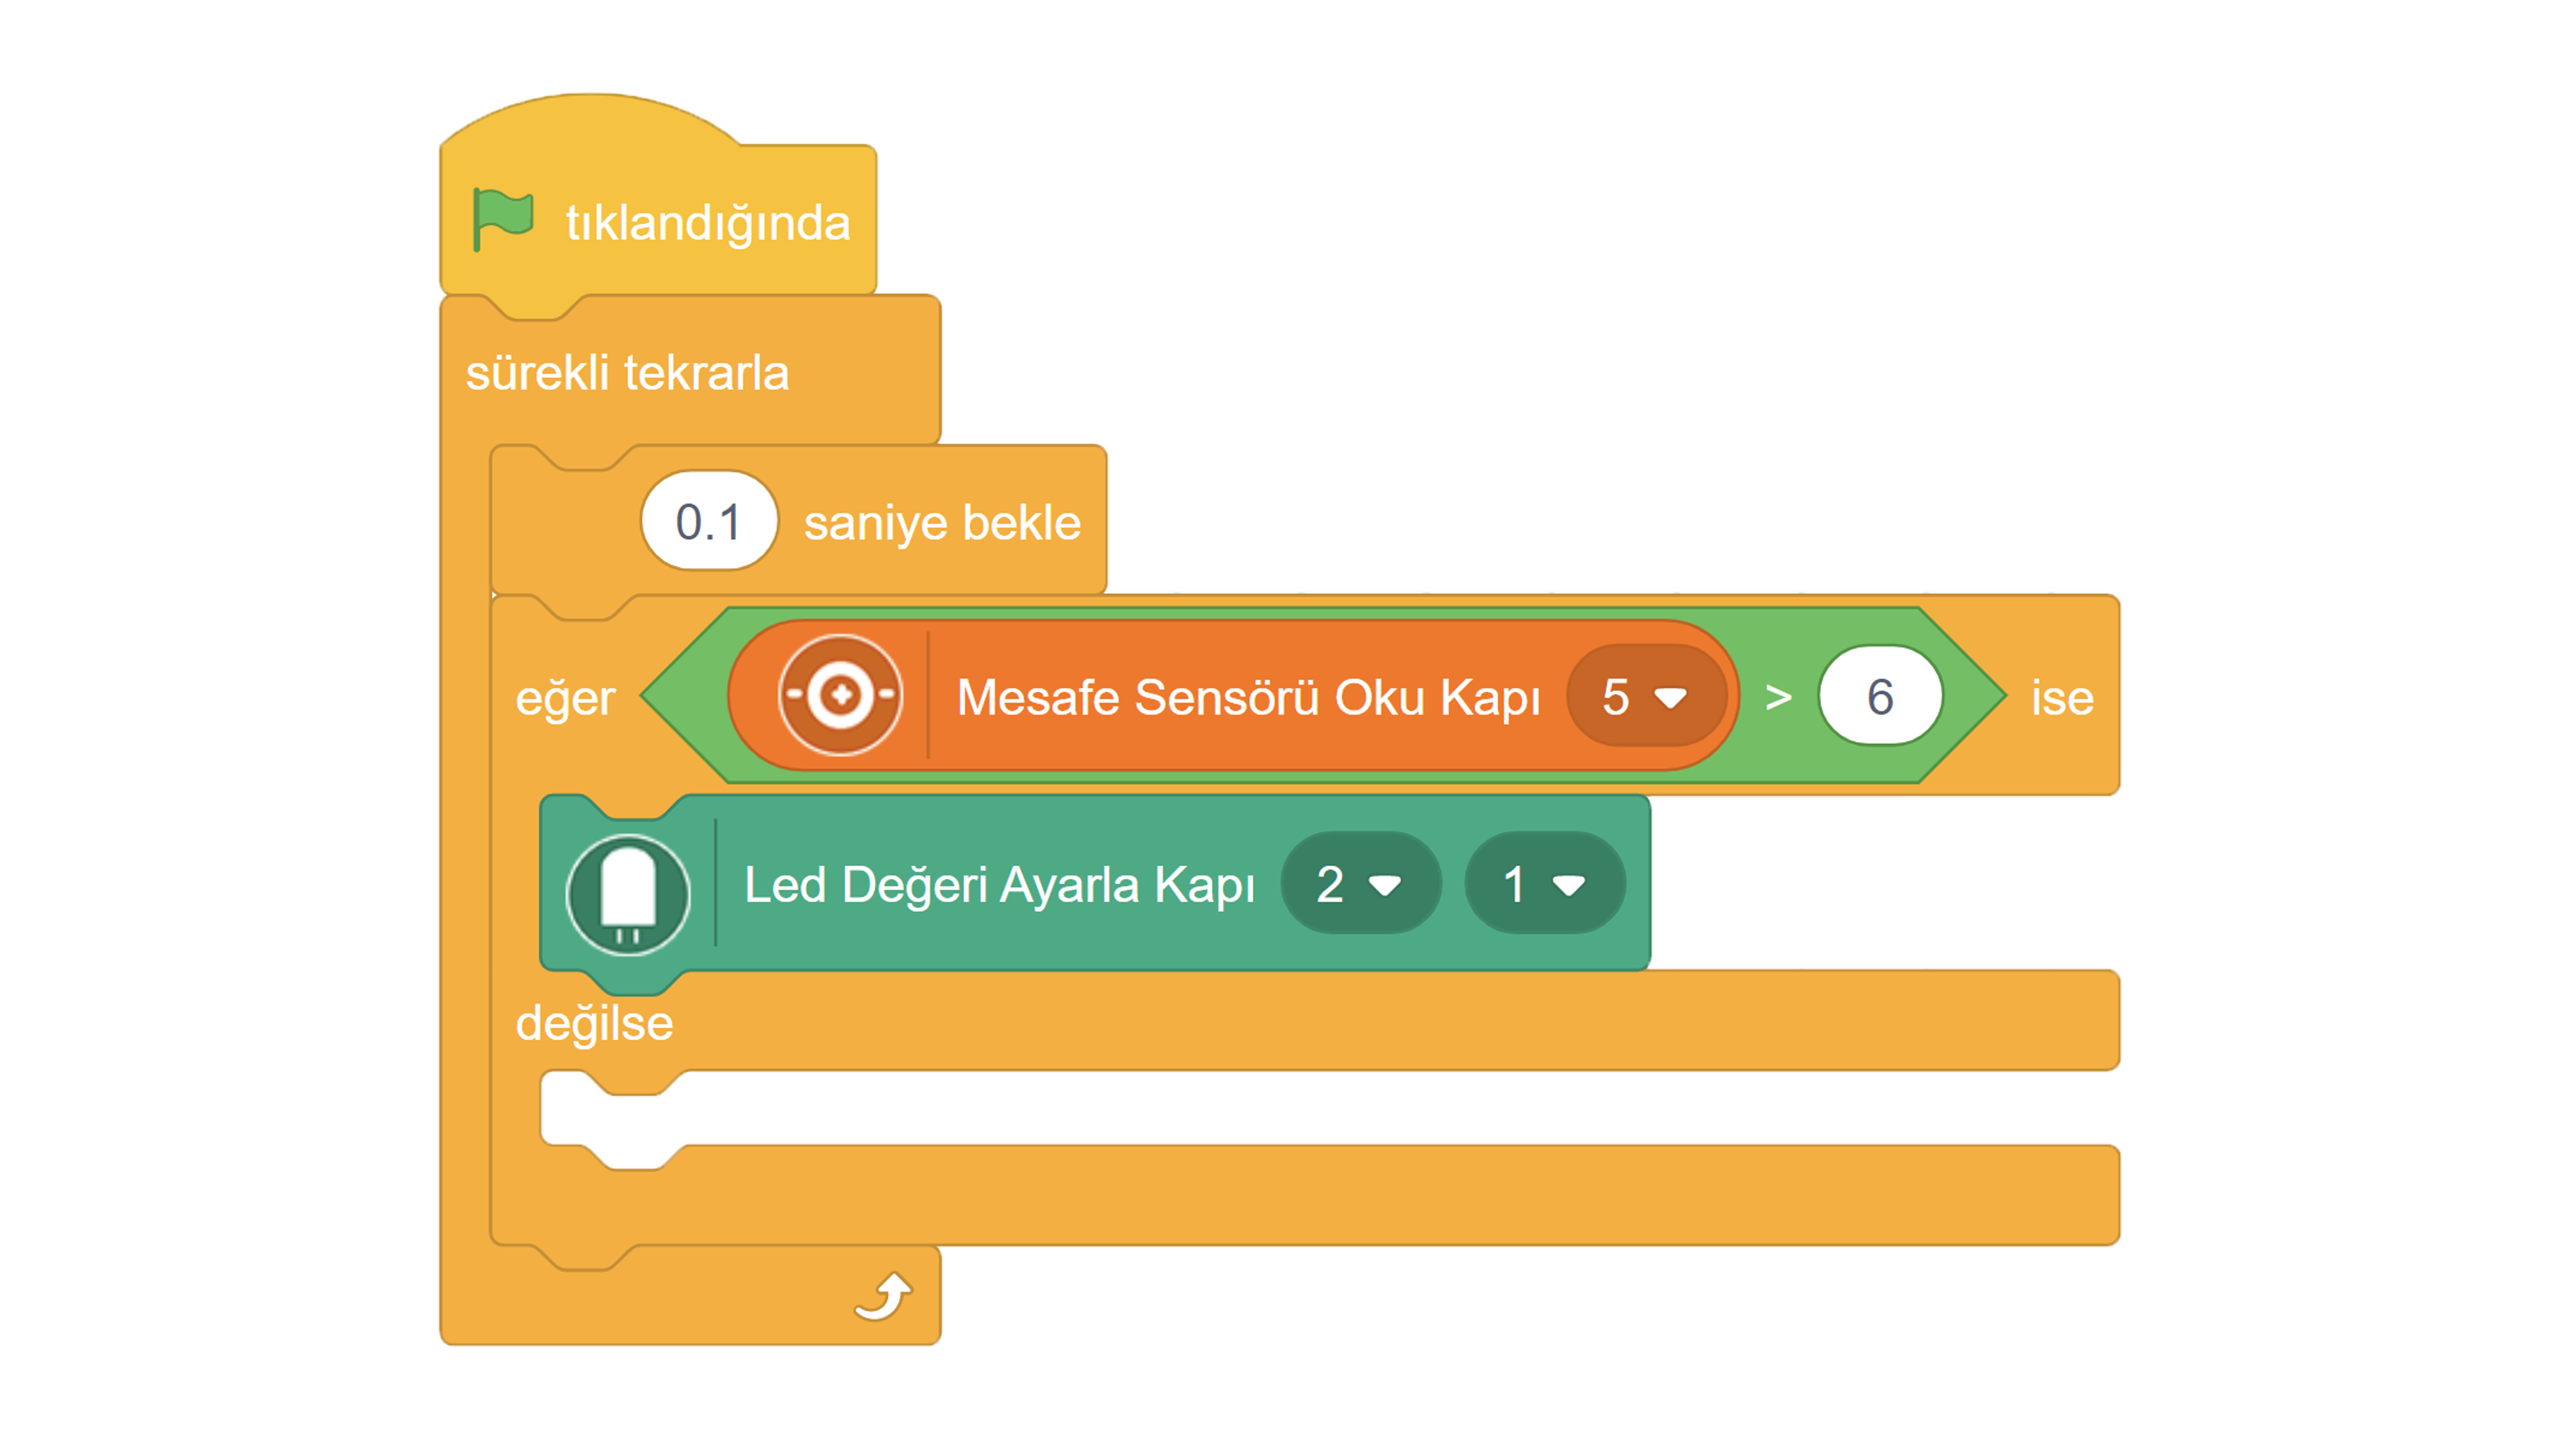 tıklandığında
sürekli tekrarla
0.1 saniye bekle
eğer Mesafe Sensörü Oku Kapı 5 > 6 ise
Led Değeri Ayarla Kapı 2 1
değilse